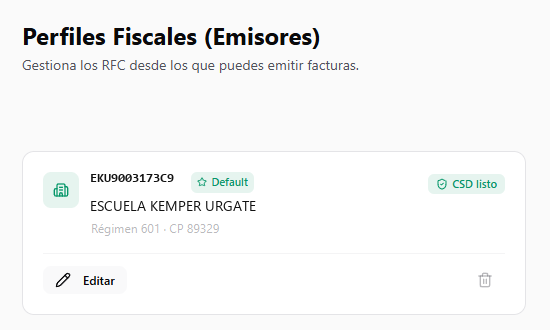 Perfiles Fiscales (Emisores)
Gestiona los RFC desde los que puedes emitir facturas.
EKU9003173C9
Default
CSD listo
ESCUELA KEMPER URGATE
Régimen 601 · CP 89329
Editar